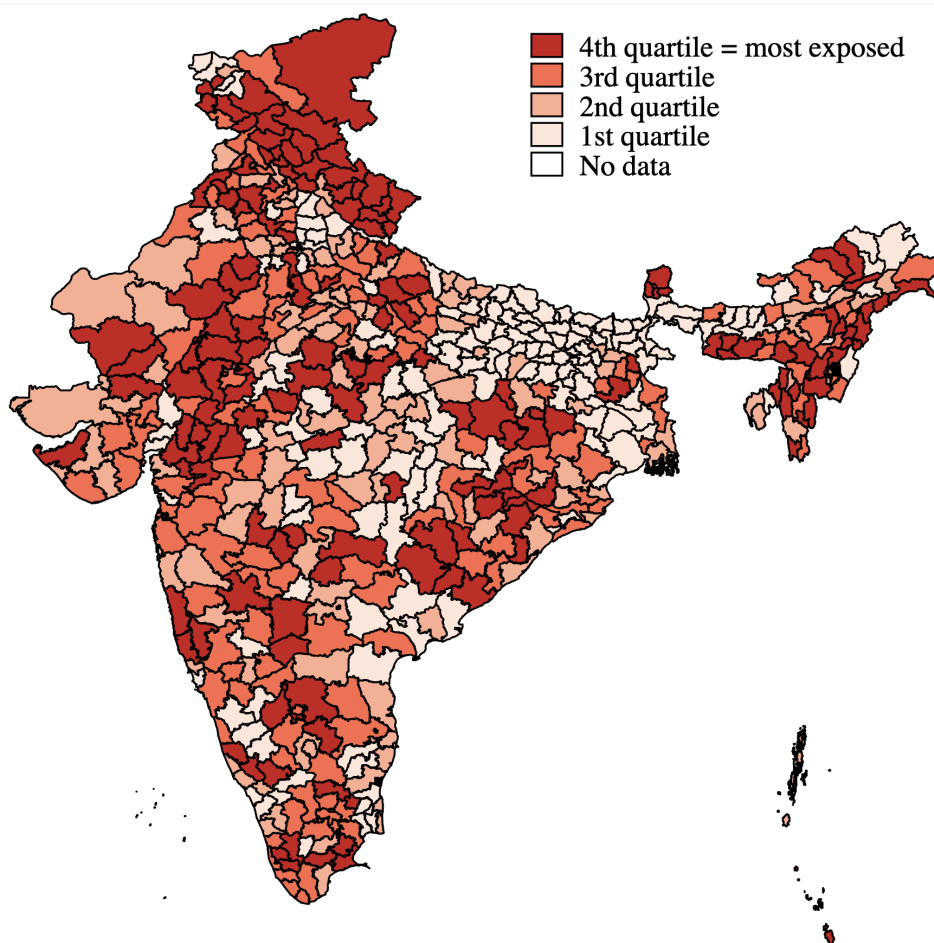 4th quartile = most exposed
3rd quartile
2nd quartile
1st quartile
No data